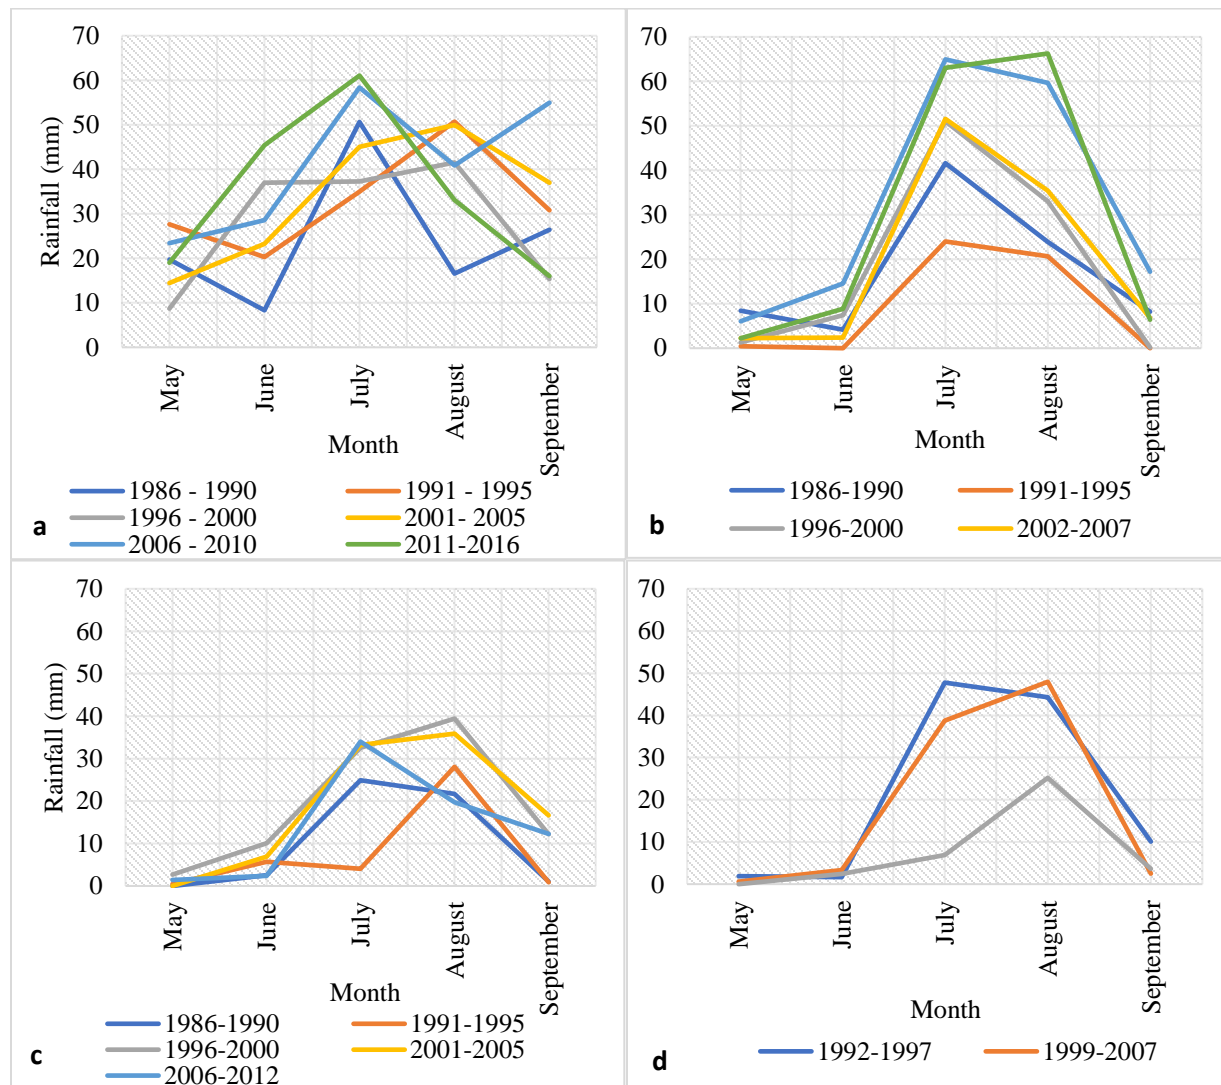 70
60
50
40
30
20
10
0
Rainfall (mm)
May
June
July
August
September
Month
1986 - 1990
1991 - 1995
1996 - 2000
2001- 2005
2006 - 2010
2011-2016
a
70
60
50
40
30
20
10
0
May
June
July
August
September
Month
1986-1990
1991-1995
1996-2000
2002-2007
b
70
60
50
40
30
20
10
0
Rainfall (mm)
May
June
July
August
September
Month
1986-1990
1991-1995
1996-2000
2001-2005
2006-2012
c
70
60
50
40
30
20
10
0
May
June
July
August
September
Month
1992-1997
1999-2007
d